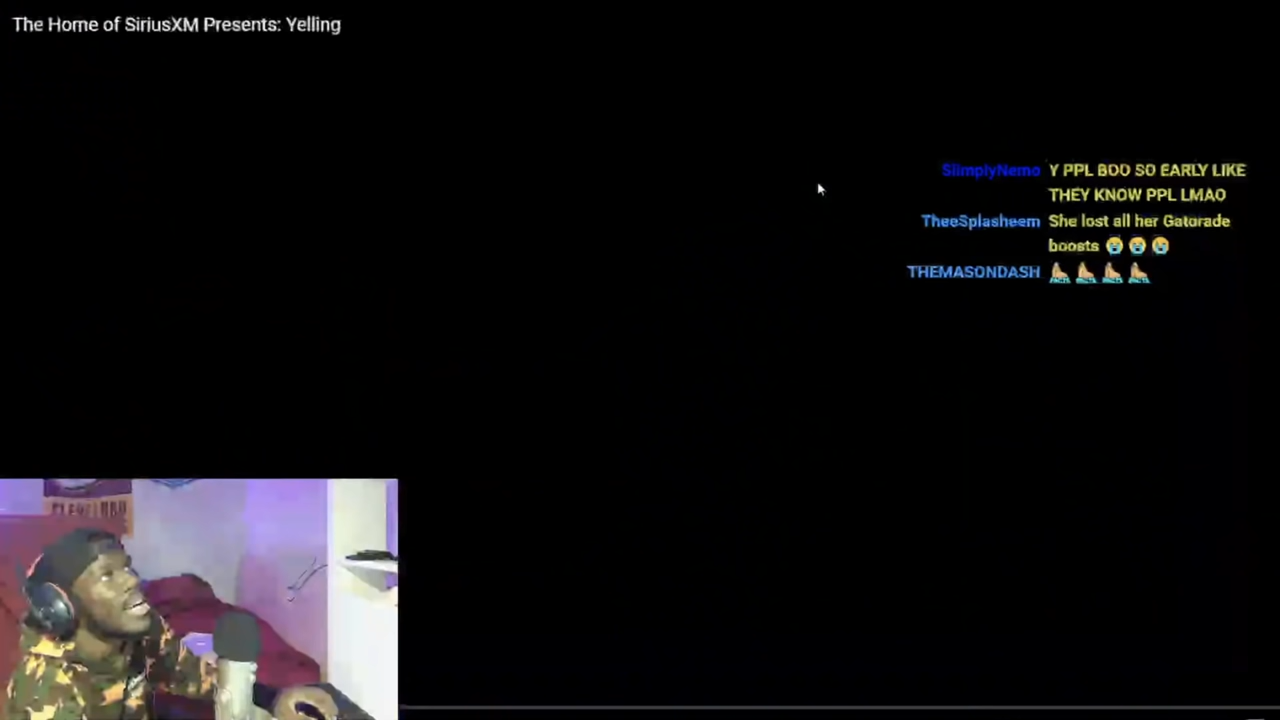 The Home of SiriusXM Presents: Yelling
SlimplyNemo Y PPL BOO SO EARLY LIKE
THEY KNOW PPL LMAO
TheeSplasheem She lost all her Gatorade
boosts 😭 😭 😭
THEMASONDASH